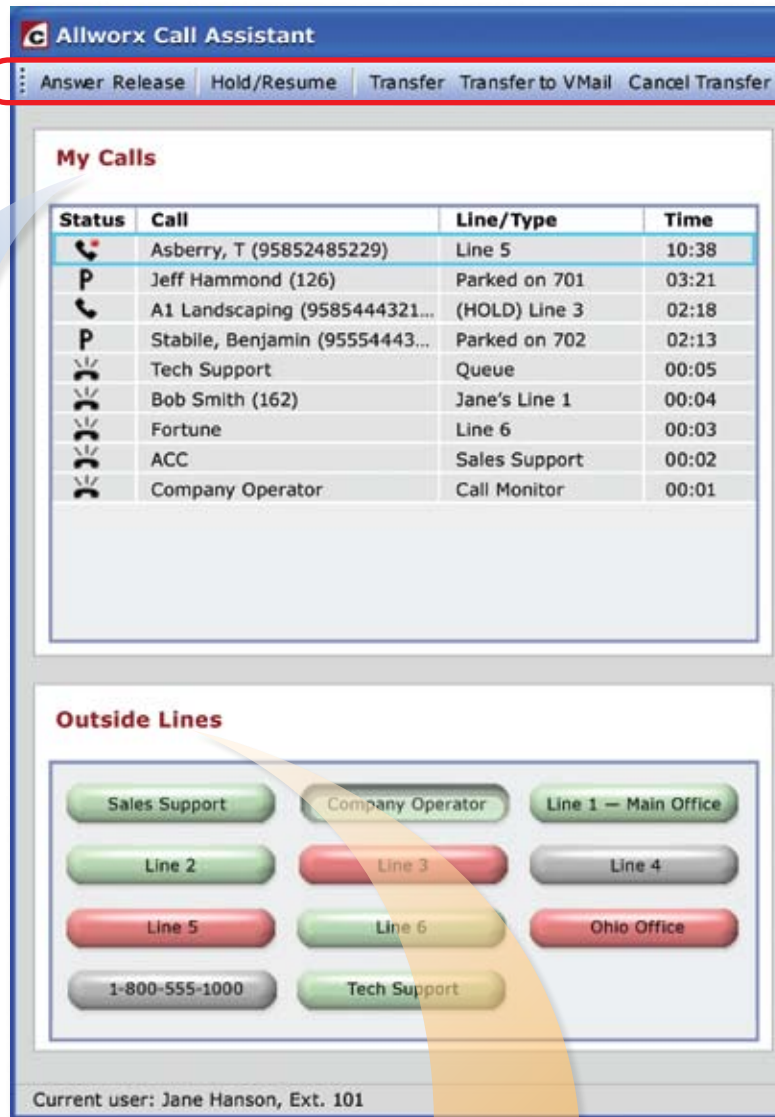 Allworx Call Assistant
Answer Release Hold/Resume Transfer Transfer to VMail Cancel Transfer
My Calls
Status Call Line/Type Time
Asberry, T (95852485229) Line 5 10:38
P Jeff Hammond (126) Parked on 701 03:21
A1 Landscaping (9585444321... (HOLD) Line 3 02:18
P Stabile, Benjamin (95554443... Parked on 702 02:13
Tech Support Queue 00:05
Bob Smith (162) Jane's Line 1 00:04
Fortune Line 6 00:03
ACC Sales Support 00:02
Company Operator Call Monitor 00:01
Outside Lines
Sales Support Company Operator Line 1 — Main Office
Line 2 Line 3 Line 4
Line 5 Line 6 Ohio Office
1-800-555-1000 Tech Support
Current user: Jane Hanson, Ext. 101